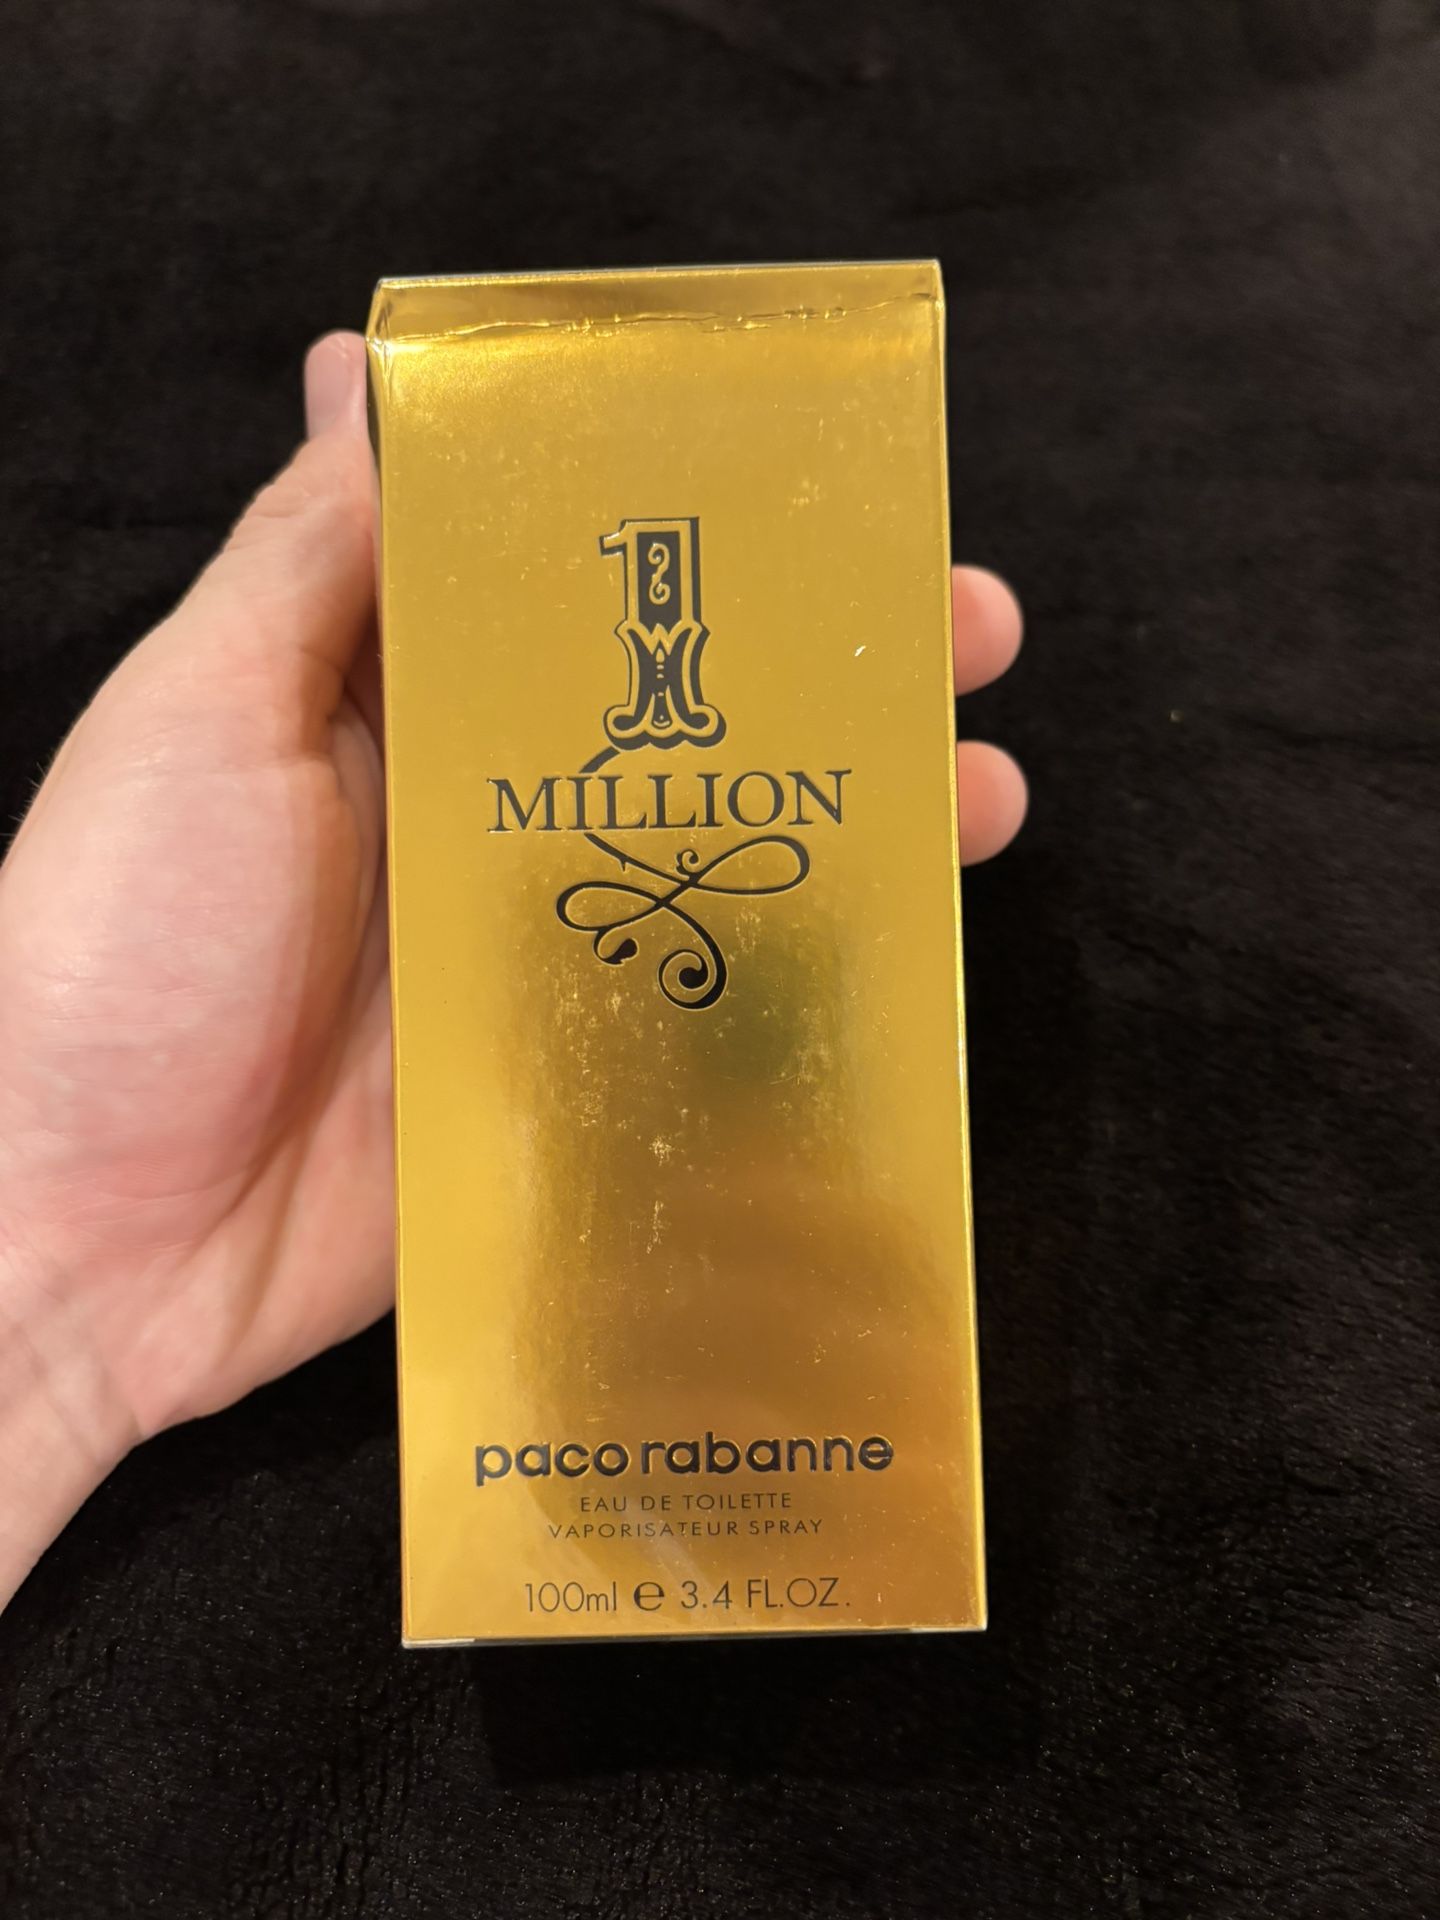 1
MILLION
paco rabanne
EAU DE TOILETTE
VAPORISATEUR SPRAY
100ml ℮ 3.4 FL.OZ.